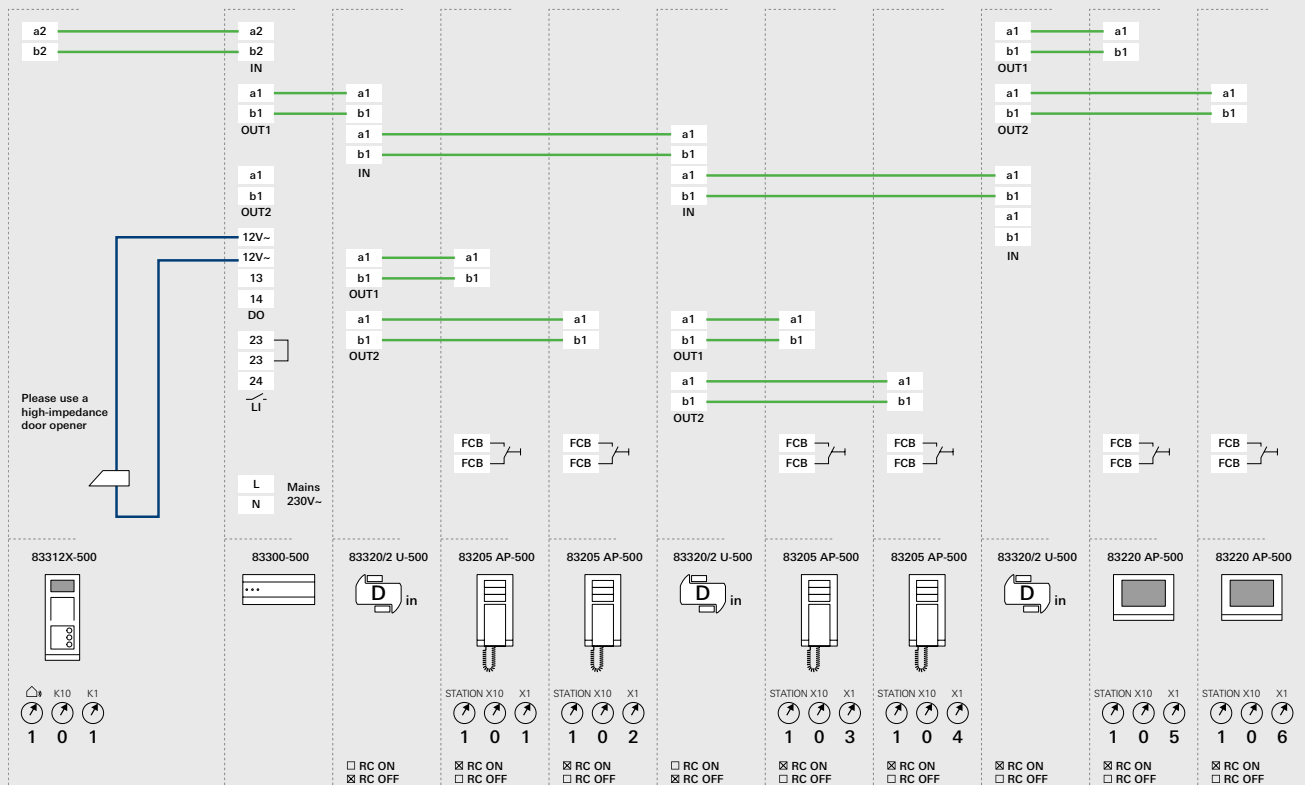 a2 a2 a1 a1
b2 b2 b1 b1
IN OUT1
a1 a1 a1 a1
b1 b1 b1 b1
OUT1 OUT2
a1 a1
b1 b1
IN
a1 a1 a1
b1 b1 b1
OUT2 IN
a1
12V~ b1
12V~ a1 a1 IN
13 b1 b1
OUT1
14
DO
a1 a1 a1 a1
23 b1 b1 b1 b1
23 OUT2 OUT1
24 a1 a1
LI b1 b1
OUT2
Please use a
high-impedance
door opener
FCB FCB FCB FCB FCB FCB
FCB FCB FCB FCB FCB FCB
L Mains
N 230V~
83312X-500 83300-500 83320/2 U-500 83205 AP-500 83205 AP-500 83320/2 U-500 83205 AP-500 83205 AP-500 83320/2 U-500 83220 AP-500 83220 AP-500
D in D in D in
K10 K1 STATION X10 X1 STATION X10 X1 STATION X10 X1 STATION X10 X1 STATION X10 X1 STATION X10 X1
1 0 1 1 0 1 1 0 2 1 0 3 1 0 4 1 0 5 1 0 6
☐ RC ON ☒ RC ON ☒ RC ON ☐ RC ON ☒ RC ON ☒ RC ON ☒ RC ON ☒ RC ON ☒ RC ON
☒ RC OFF ☐ RC OFF ☐ RC OFF ☒ RC OFF ☐ RC OFF ☐ RC OFF ☐ RC OFF ☐ RC OFF ☐ RC OFF